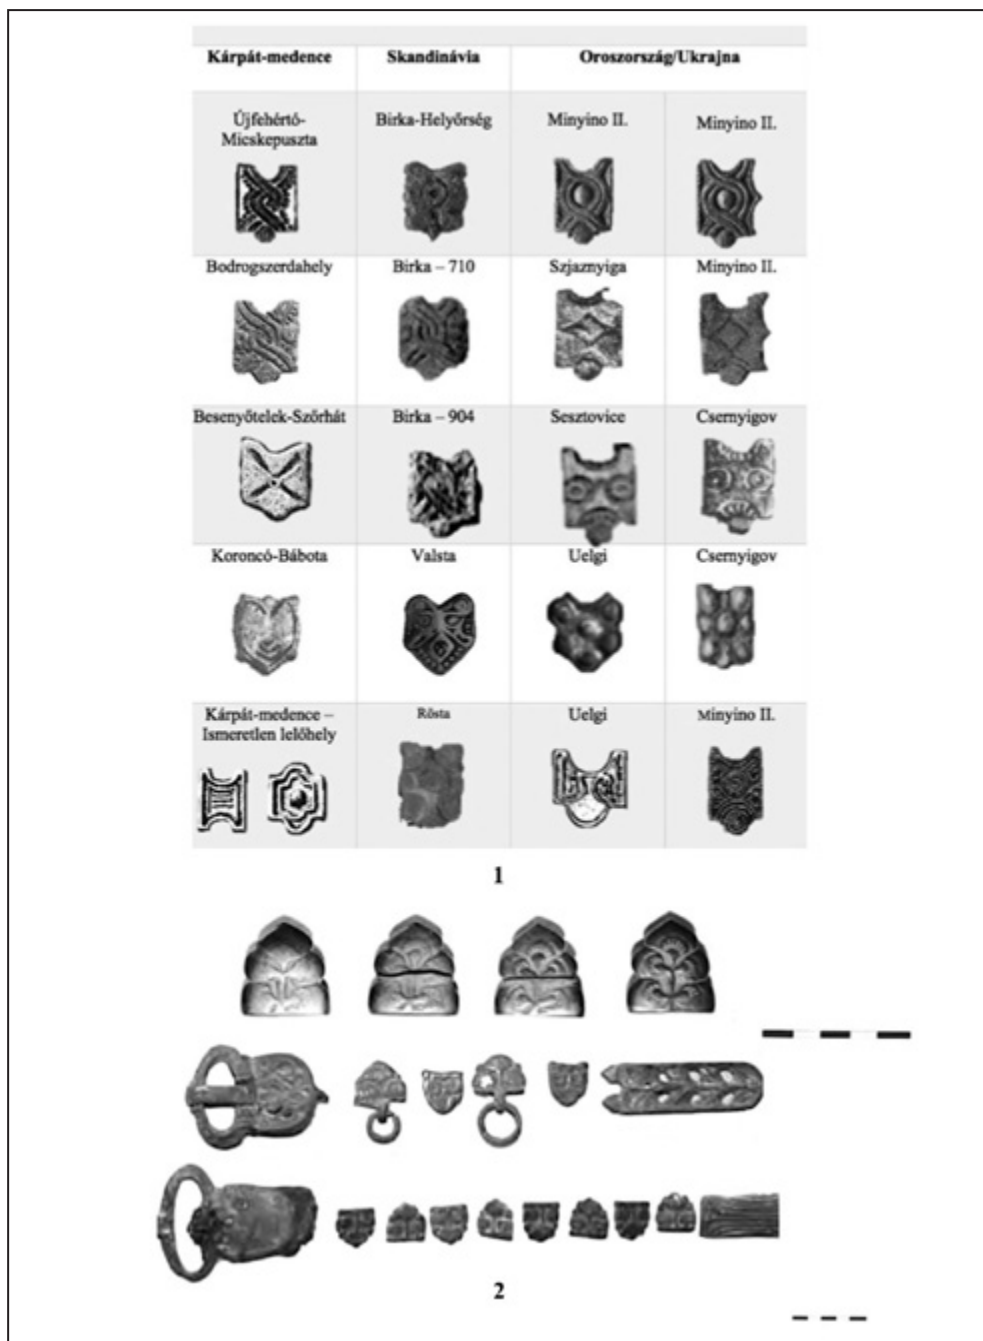 Kárpát-medence Skandinávia Oroszország/Ukrajna
Újfehértó-
Micskepuszta
Birka-Helyőrség
Minyino II.
Minyino II.
Bodrogszerdahely
Birka – 710
Szjaznyiga
Minyino II.
Besenyőtelek-Szőrhát
Birka – 904
Sesztovice
Csernyigov
Koroncó-Bábota
Valsta
Uelgi
Csernyigov
Kárpát-medence –
Ismeretlen lelőhely
Rösta
Uelgi
Minyino II.
1
2